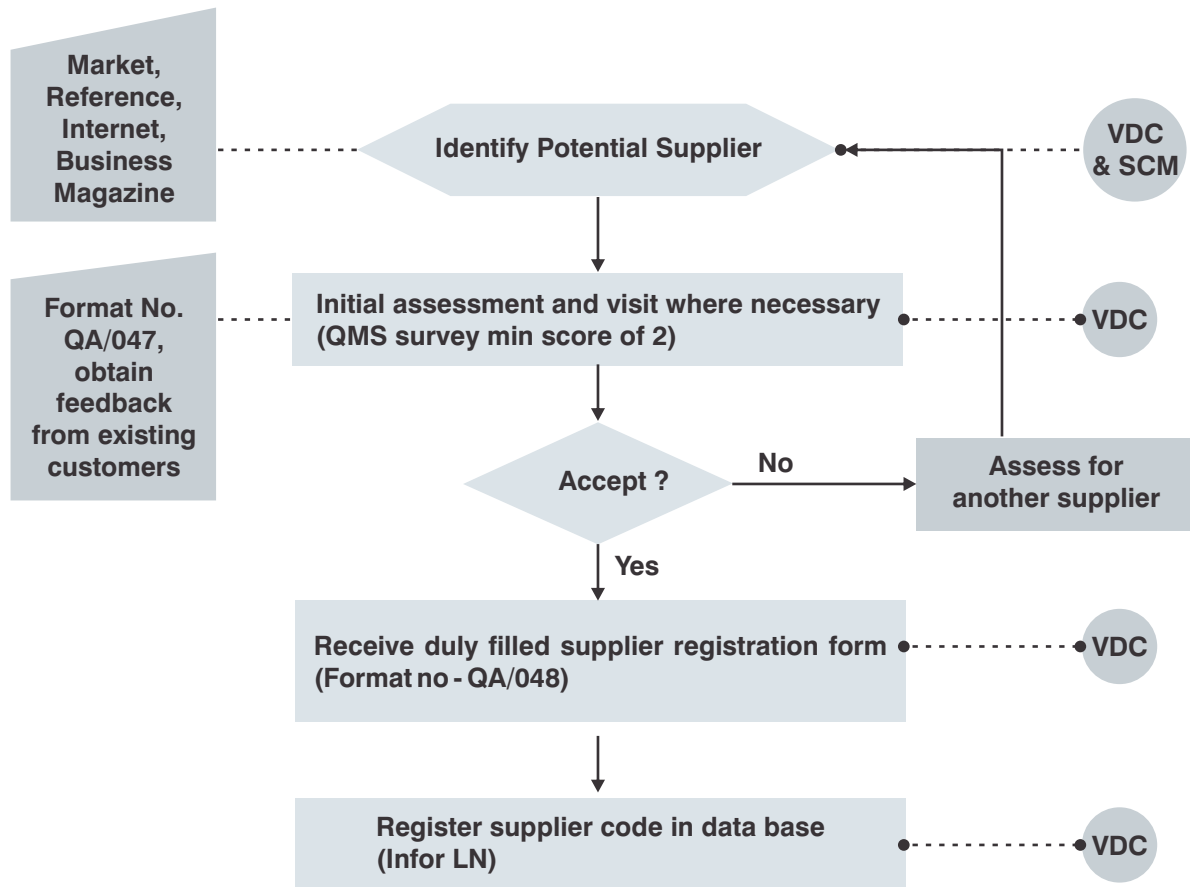 Market,
Reference,
Internet,
Business
Magazine
Identify Potential Supplier
VDC
& SCM
Format No.
QA/047,
obtain
feedback
from existing
customers
Initial assessment and visit where necessary
(QMS survey min score of 2)
VDC
Accept ?
No
Assess for
another supplier
Yes
Receive duly filled supplier registration form
(Format no - QA/048)
VDC
Register supplier code in data base
(Infor LN)
VDC